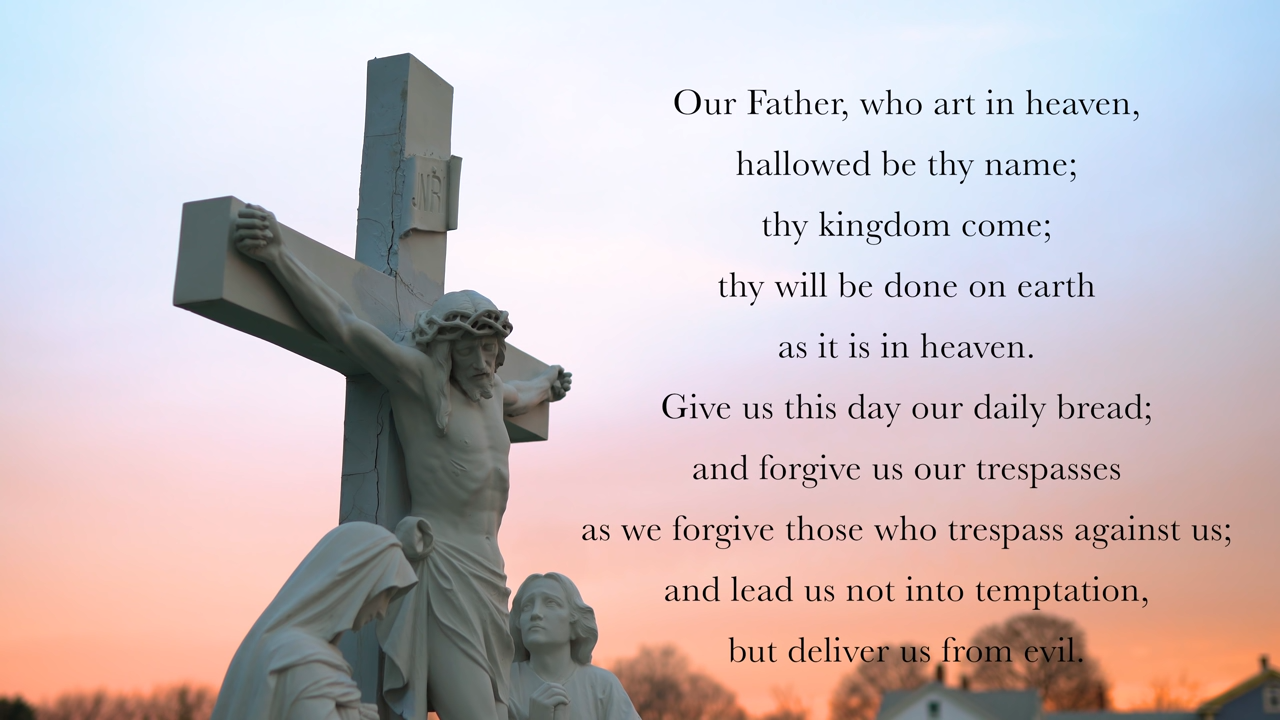 INRI
Our Father, who art in heaven,
hallowed be thy name;
thy kingdom come;
thy will be done on earth
as it is in heaven.
Give us this day our daily bread;
and forgive us our trespasses
as we forgive those who trespass against us;
and lead us not into temptation,
but deliver us from evil.